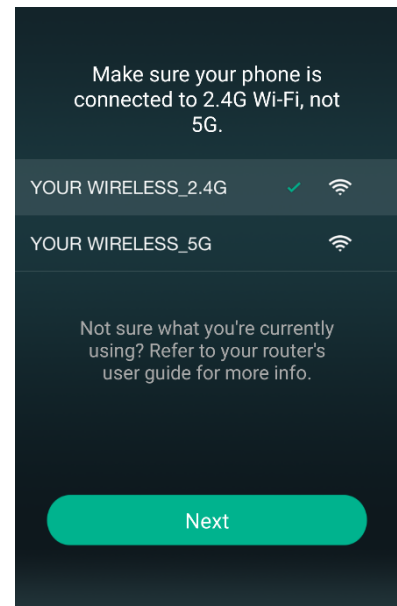 Make sure your phone is
connected to 2.4G Wi-Fi, not
5G.
YOUR WIRELESS_2.4G
YOUR WIRELESS_5G
Not sure what you're currently
using? Refer to your router's
user guide for more info.
Next